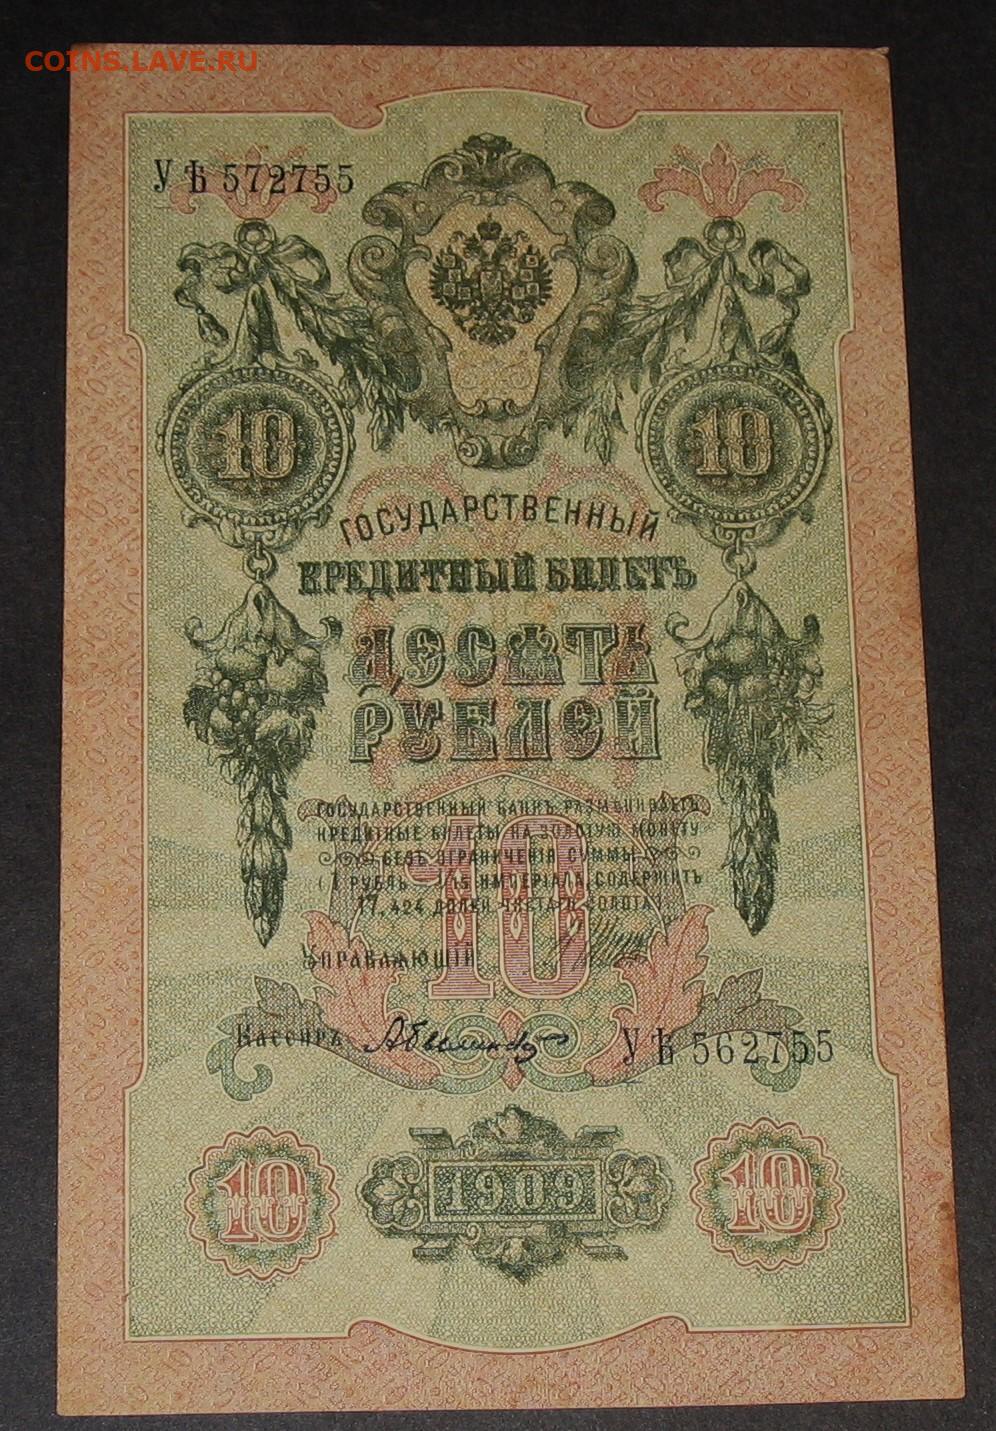 COINS.LAVE.RU
УѢ 572755
10 10
ГОСУДАРСТВЕННЫЙ
КРЕДИТНЫЙ БИЛЕТЪ
ДЕСЯТЬ
РУБЛЕЙ
ГОСУДАРСТВЕННЫЙ БАНКЪ РАЗМѢНИВАЕТЪ
КРЕДИТНЫЕ БИЛЕТЫ НА ЗОЛОТУЮ МОНЕТУ
БЕЗЪ ОГРАНИЧЕНІЯ СУММЫ
(1 РУБЛЬ = 1/15 ИМПЕРІАЛА, СОДЕРЖИТЪ
17,424 ДОЛЕЙ ЧИСТАГО ЗОЛОТА)
10
УПРАВЛЯЮЩІЙ
КАССИРЪ
УѢ 562755
10 1909 10